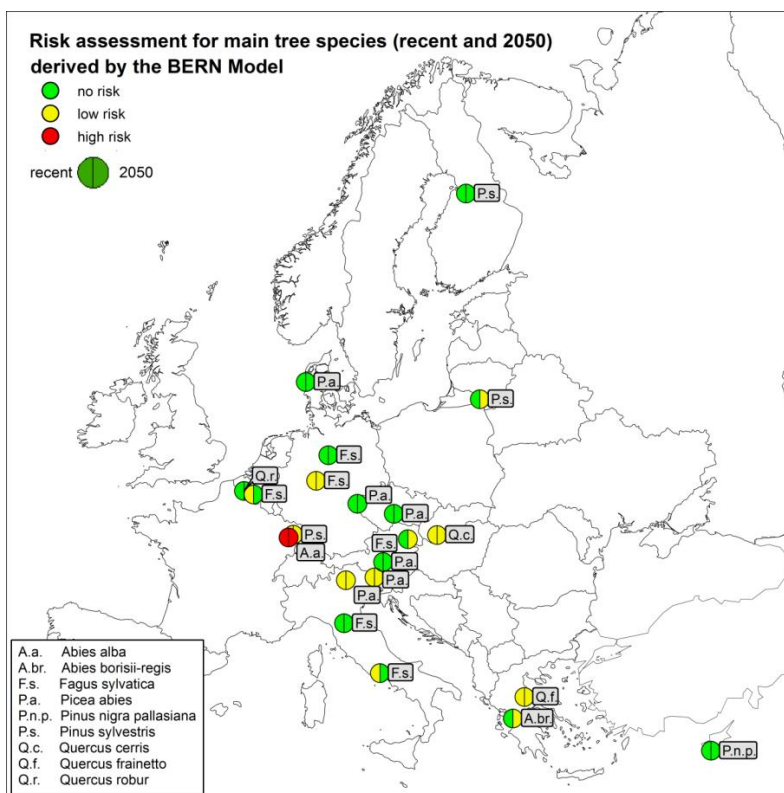 Risk assessment for main tree species (recent and 2050)
derived by the BERN Model
no risk
low risk
high risk
recent 2050
P.s.
P.a.
P.s.
F.s.
F.s.
Q.r.
F.s.
P.a.
P.a.
P.s.
A.a
F.s.
Q.c.
P.a.
P.a
P.a
F.s.
F.s.
Q.f.
A.br.
P.n.p.
A.a. Abies alba
A.br. Abies borisii-regis
F.s. Fagus sylvatica
P.a. Picea abies
P.n.p. Pinus nigra pallasiana
P.s. Pinus sylvestris
Q.c. Quercus cerris
Q.f. Quercus frainetto
Q.r. Quercus robur